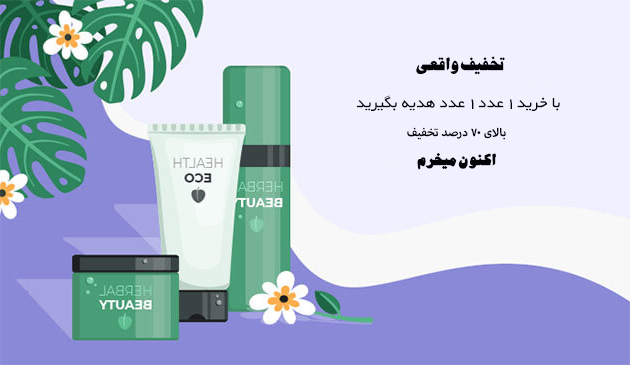 تخفیف واقعی
با خرید ۱ عدد ۱ عدد هدیه بگیرید
بالای ۷۰ درصد تخفیف
اکنون میخرم
HEALTH
ECO
HERBAL
BEAUTY
HERBAL
BEAUTY